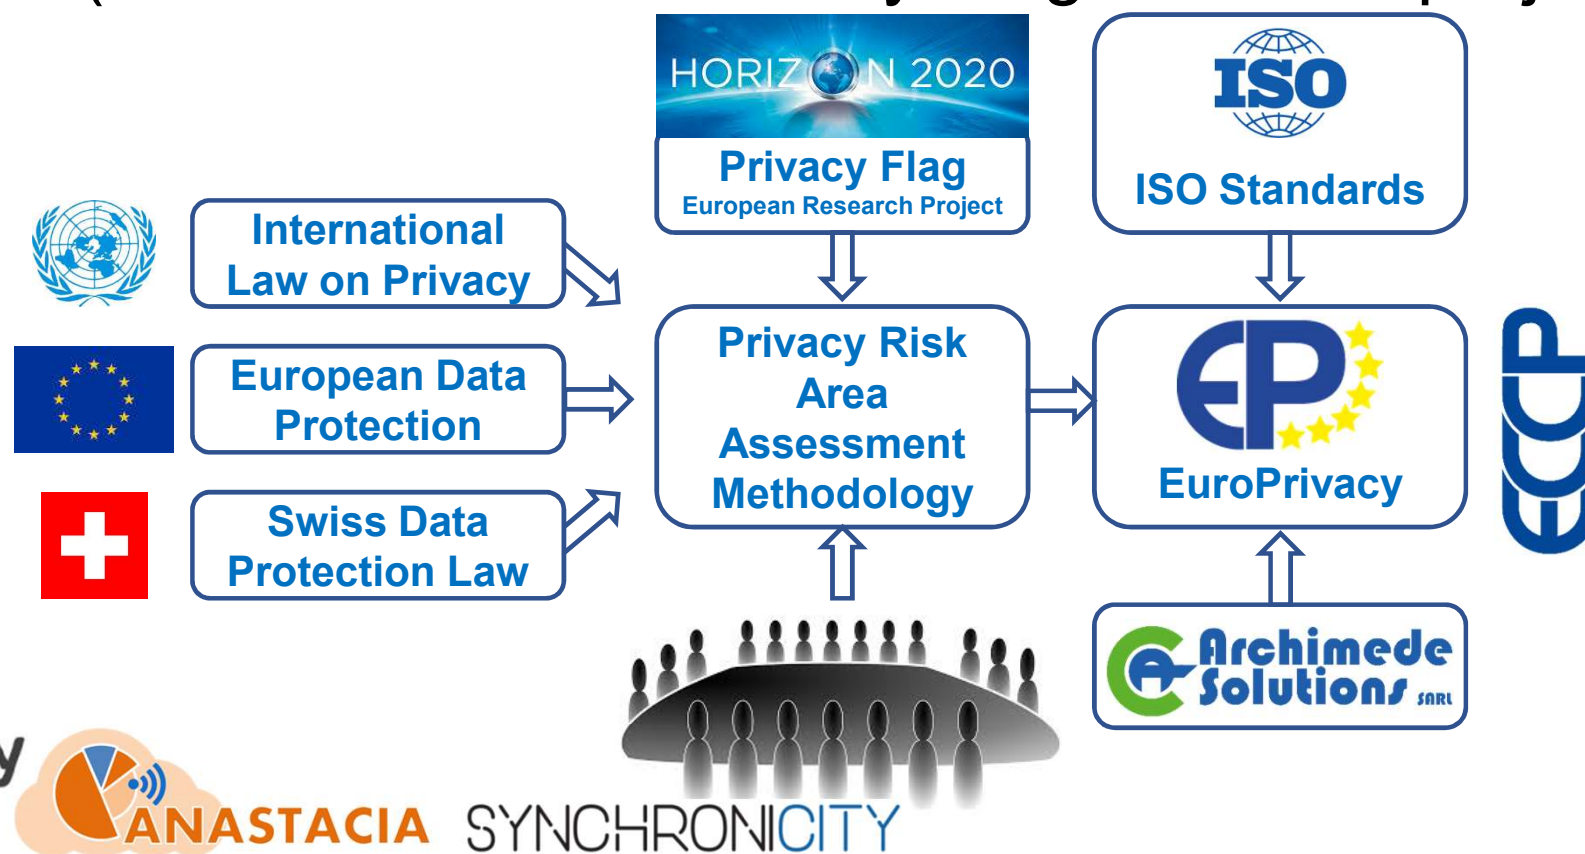 HORIZON 2020
Privacy Flag
European Research Project
ISO
ISO Standards
International
Law on Privacy
European Data
Protection
Swiss Data
Protection Law
Privacy Risk
Area
Assessment
Methodology
EP
EuroPrivacy
ECCP
Archimede
Solutions SARL
y
ANASTACIA
SYNCHRONICITY